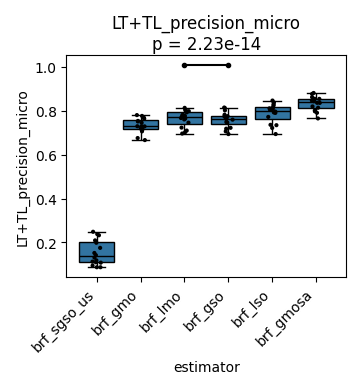 LT+TL_precision_micro
p = 2.23e-14
LT+TL_precision_micro
1.0
0.8
0.6
0.4
0.2
brf_sgso_us
brf_gmo
brf_lmo
brf_gso
brf_lso
brf_gmosa
estimator